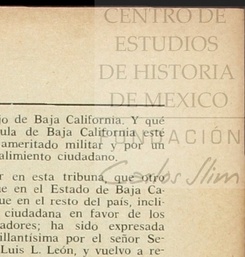 CENTRO DE
ESTUDIOS
DE HISTORIA
DE MEXICO
FUNDACIÓN
Carlos Slim
io de Baja California. Y qué
ula de Baja California esté
ameritado militar y por un
alimiento ciudadano.
r en esta tribuna, que otro
ue en el Estado de Baja Ca-
ue en el resto del país, incli-
ciudadana en favor de los
adores; ha sido expresada
illantísima por el señor Se-
Luis L. León, y vuelvo a re-